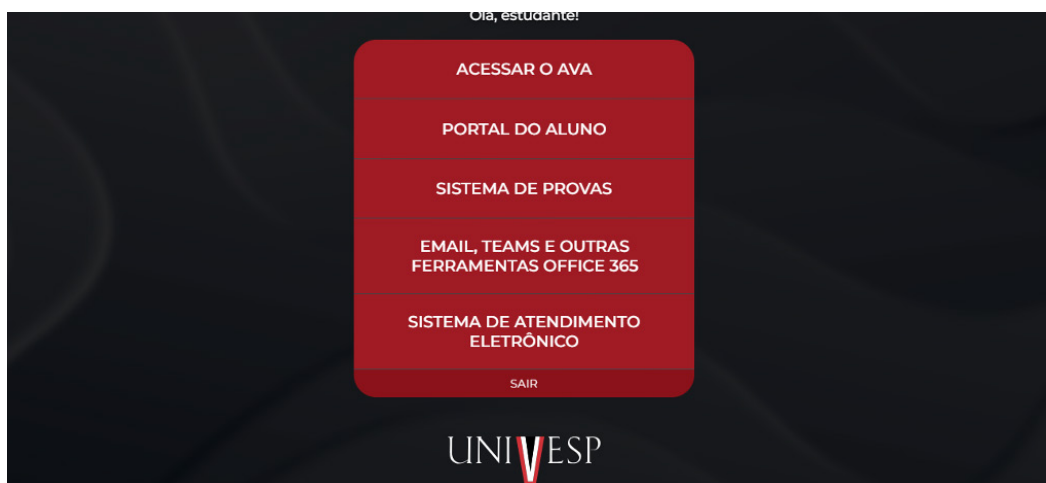 Olá, estudante!
ACESSAR O AVA
PORTAL DO ALUNO
SISTEMA DE PROVAS
EMAIL, TEAMS E OUTRAS
FERRAMENTAS OFFICE 365
SISTEMA DE ATENDIMENTO
ELETRÔNICO
SAIR
UNIVESP